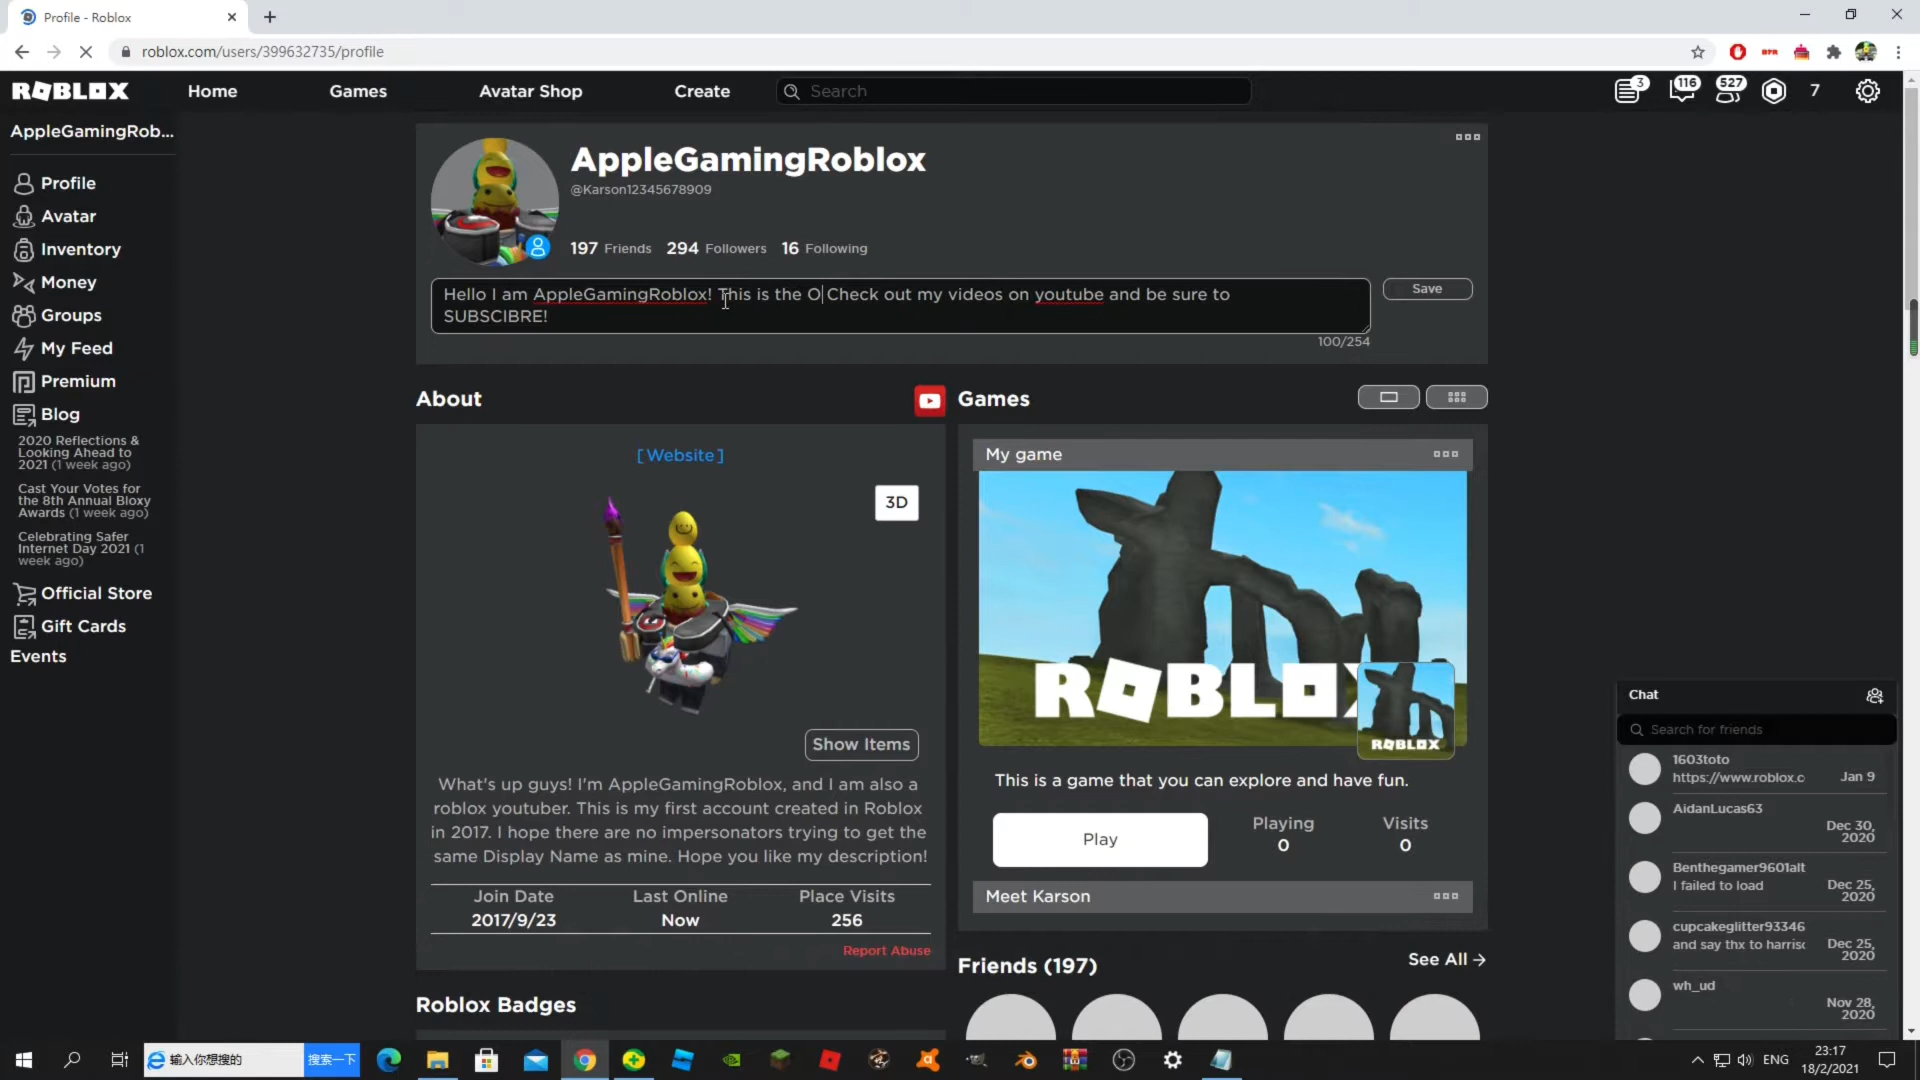 Profile - Roblox
roblox.com/users/399632735/profile
ROBLOX
Home
Games
Avatar Shop
Create
Search
3
116
527
7
AppleGamingRob...
Profile
Avatar
Inventory
Money
Groups
My Feed
Premium
Blog
2020 Reflections &
Looking Ahead to
2021 (1 week ago)
Cast Your Votes for
the 8th Annual Bloxy
Awards (1 week ago)
Celebrating Safer
Internet Day 2021 (1
week ago)
Official Store
Gift Cards
Events
AppleGamingRoblox
@Karson12345678909
197 Friends 294 Followers 16 Following
Hello I am AppleGamingRoblox! This is the O Check out my videos on youtube and be sure to
SUBSCIBRE!
Save
100/254
About
[Website]
3D
Show Items
What's up guys! I'm AppleGamingRoblox, and I am also a
roblox youtuber. This is my first account created in Roblox
in 2017. I hope there are no impersonators trying to get the
same Display Name as mine. Hope you like my description!
Join Date Last Online Place Visits
2017/9/23 Now 256
Report Abuse
Roblox Badges
Games
My game
ROBLOX
ROBLOX
This is a game that you can explore and have fun.
Play
Playing Visits
0 0
Meet Karson
Friends (197)
See All →
Chat
Search for friends
1603toto
https://www.roblox.c Jan 9
AidanLucas63
Dec 30,
2020
Benthegamer9601alt
I failed to load Dec 25,
2020
cupcakeglitter93346
and say thx to harris Dec 25,
2020
wh_ud
Nov 28,
2020
输入你想搜的
搜索一下
ENG
23:17
18/2/2021